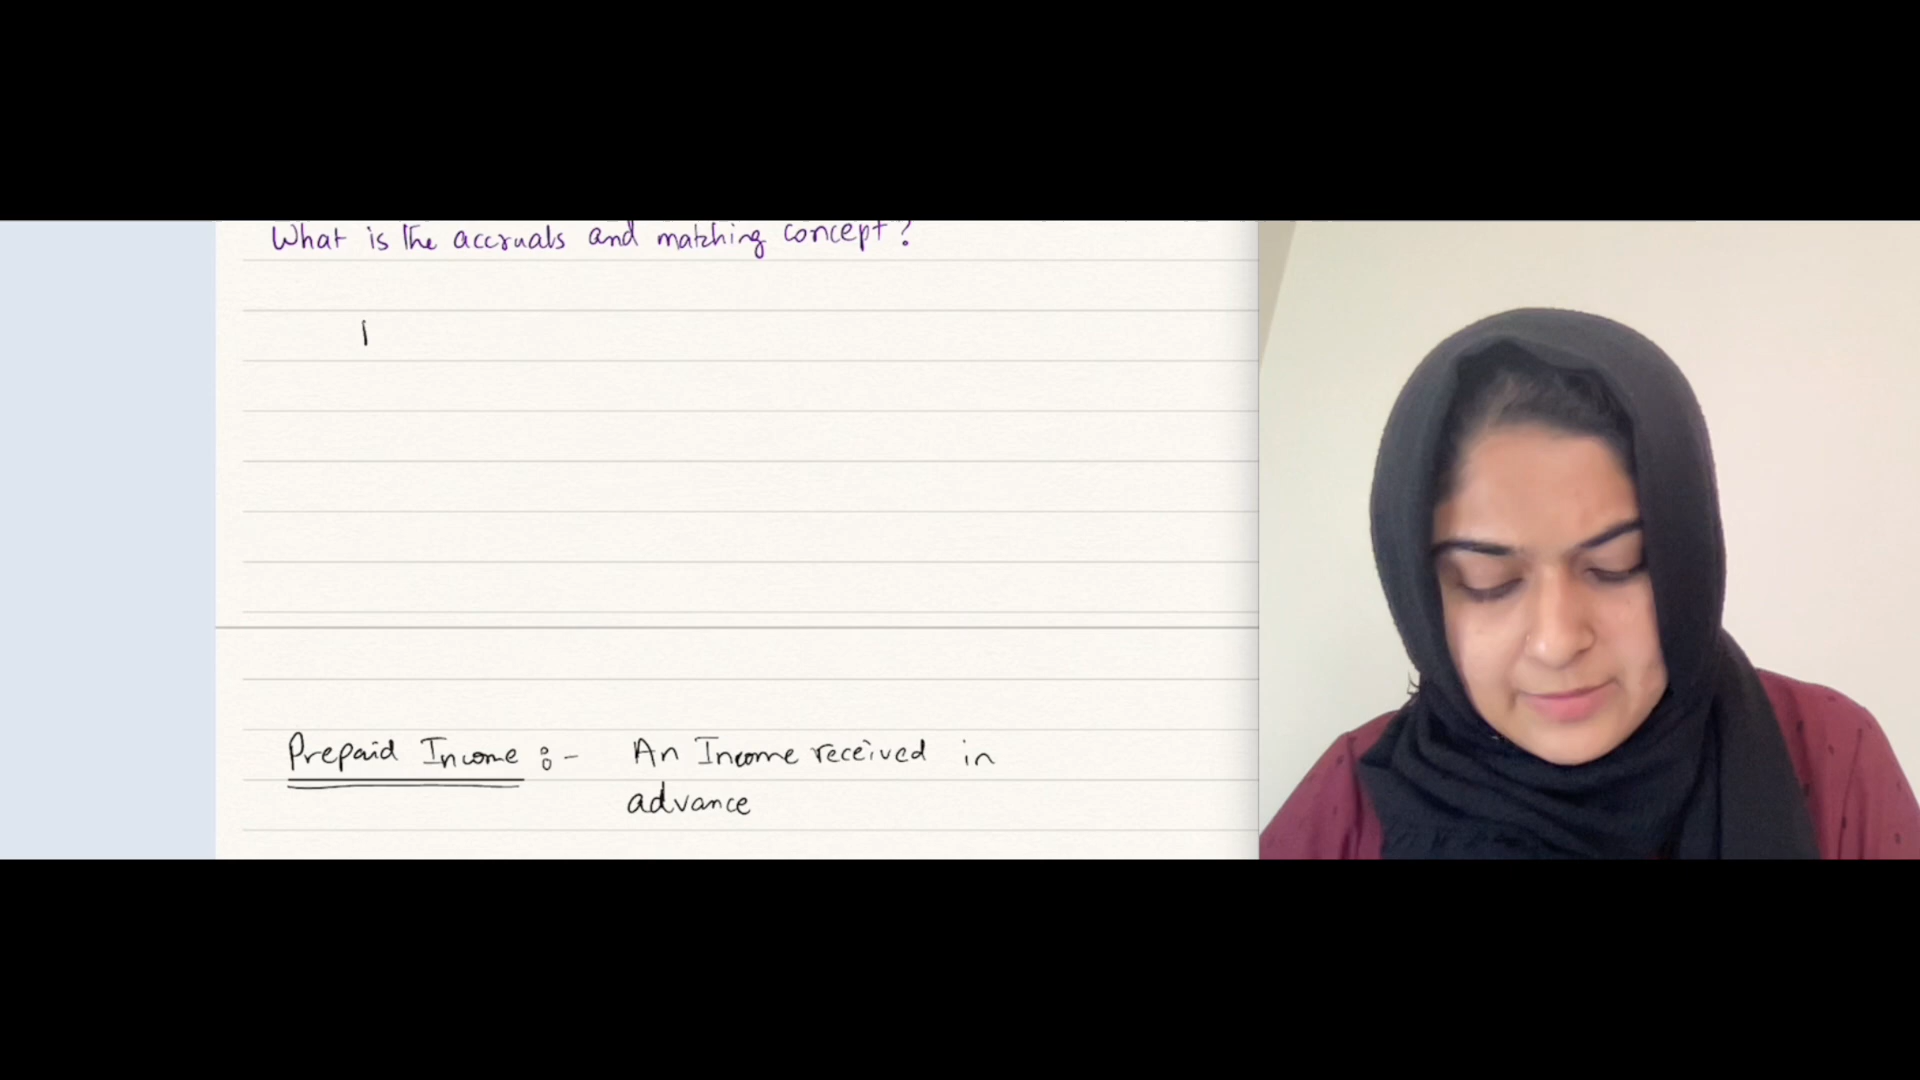 What is the accruals and matching concept?
I
Prepaid Income :- An Income received in
advance